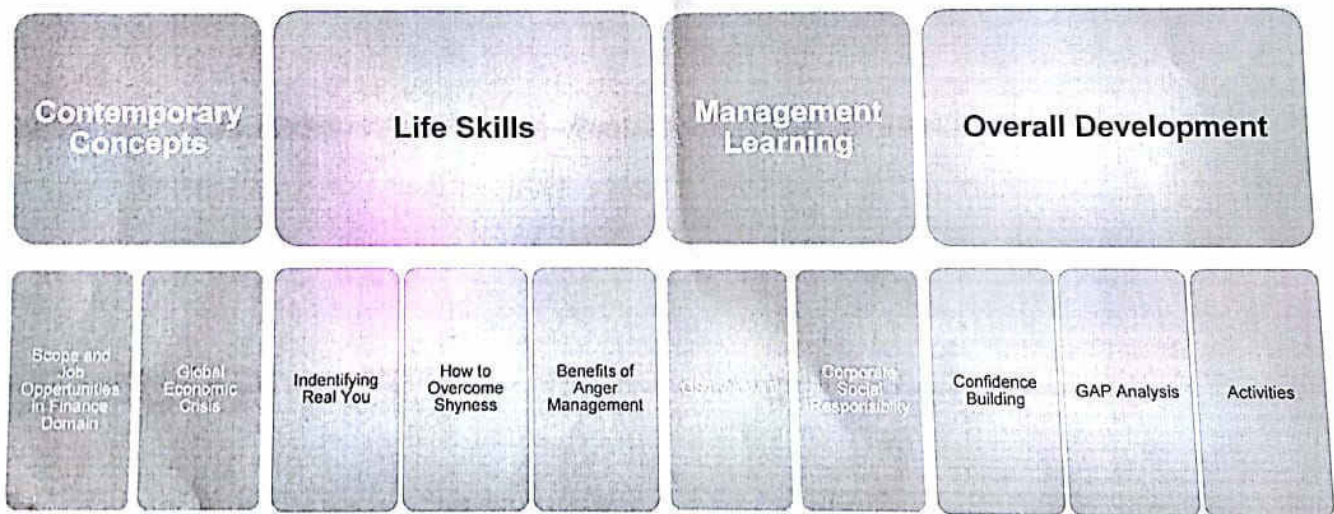 Contemporary
Concepts
Life Skills
Management
Learning
Overall Development
Scope and
Job
Opportunities
in Finance
Domain
Global
Economic
Crisis
Indentifying
Real You
How to
Overcome
Shyness
Benefits of
Anger
Management
Corporate
Social
Responsiblity
Confidence
Building
GAP Analysis
Activities